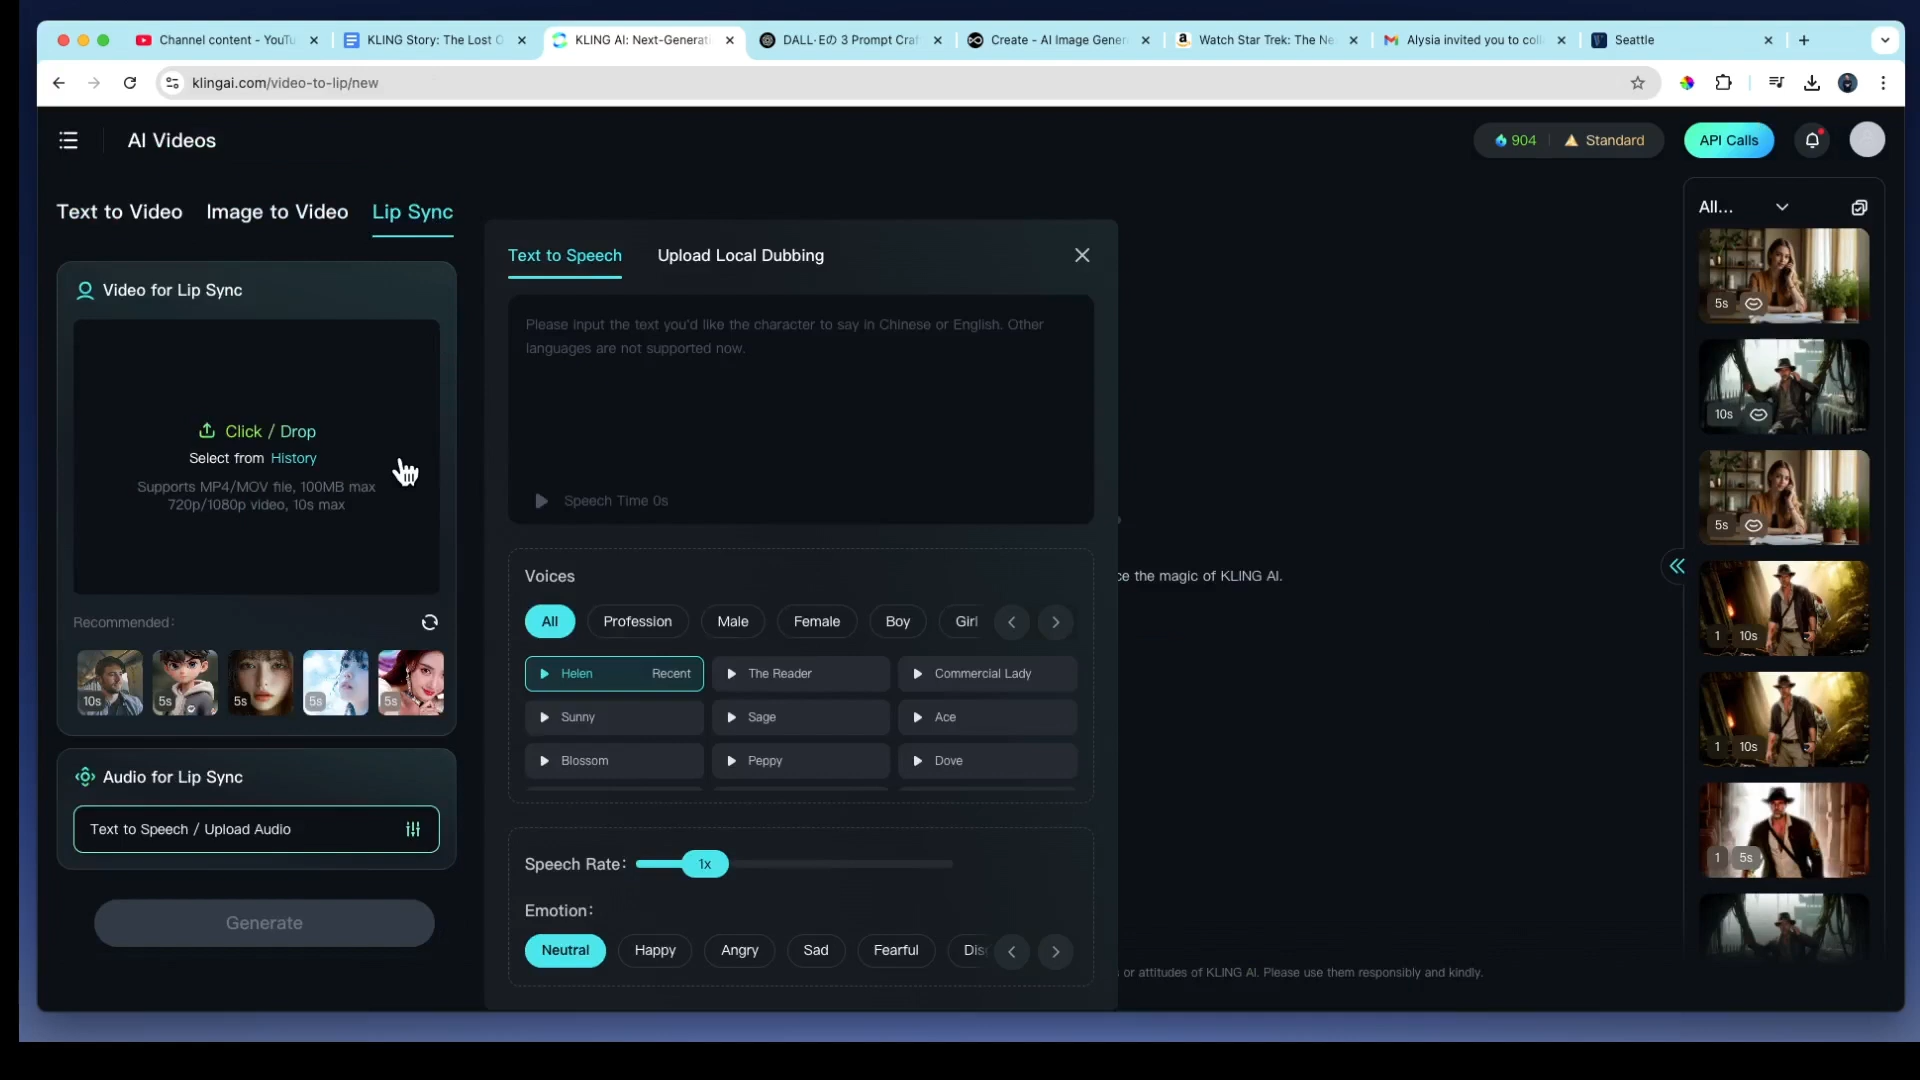 Channel content - YouTu
KLING Story: The Lost O
KLING AI: Next-Generati
DALL·Eの 3 Prompt Craf
Create - AI Image Gener
Watch Star Trek: The Ne
Alysia invited you to coll
Seattle
klingai.com/video-to-lip/new
AI Videos
904
Standard
API Calls
Text to Video
Image to Video
Lip Sync
Video for Lip Sync
Click / Drop
Select from History
Supports MP4/MOV file, 100MB max
720p/1080p video, 10s max
Recommended:
10s
5s
5s
5s
5s
Audio for Lip Sync
Text to Speech / Upload Audio
Generate
Text to Speech
Upload Local Dubbing
Please input the text you'd like the character to say in Chinese or English. Other
languages are not supported now.
Speech Time 0s
Voices
All
Profession
Male
Female
Boy
Girl
Helen
Recent
The Reader
Commercial Lady
Sunny
Sage
Ace
Blossom
Peppy
Dove
Speech Rate:
1x
Emotion:
Neutral
Happy
Angry
Sad
Fearful
Dis
ce the magic of KLING AI.
or attitudes of KLING AI. Please use them responsibly and kindly.
All...
5s
10s
5s
1 10s
1 10s
1 5s